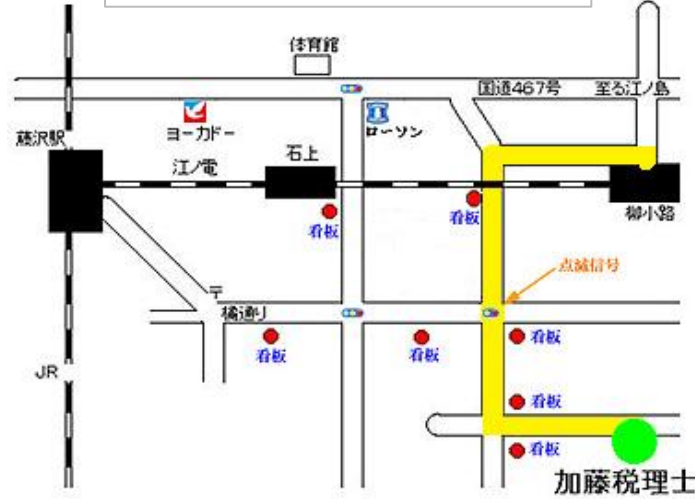 体育館
国道467号
至る江ノ島
ヨーカドー
ローソン
藤沢駅
江ノ電
石上
柳小路
看板
看板
点滅信号
〒
橘通り
看板
看板
看板
JR
看板
看板
加藤税理士